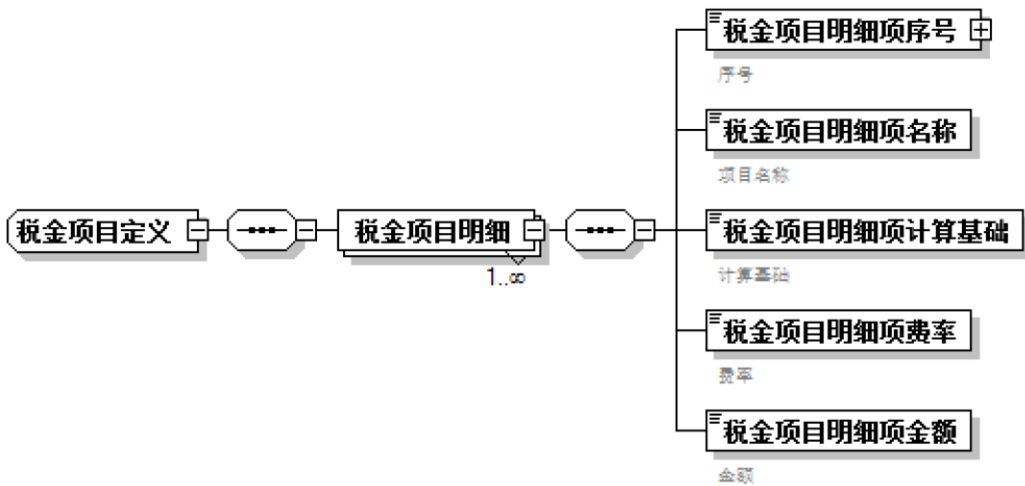 税金项目明细项序号
序号
税金项目明细项名称
项目名称
税金项目定义
税金项目明细
1..∞
税金项目明细项计算基础
计算基础
税金项目明细项费率
费率
税金项目明细项金额
金额